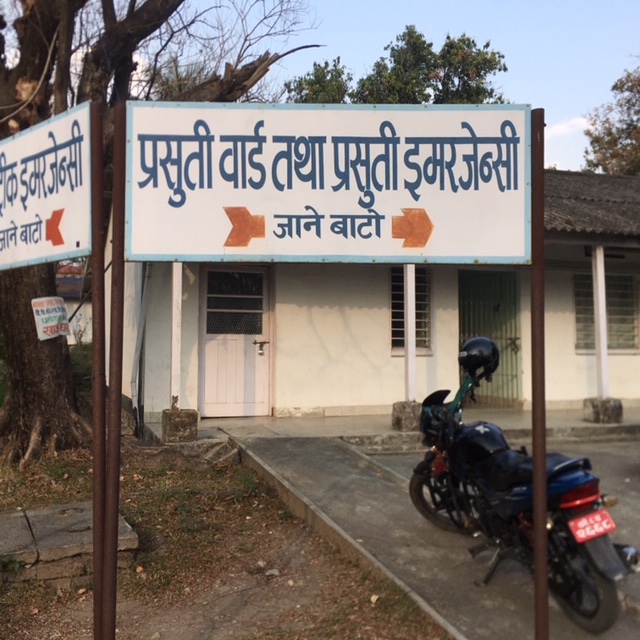 इमरजेन्सी
जाने बाटो
प्रसुती वार्ड तथा प्रसुती इमरजेन्सी
जाने बाटो